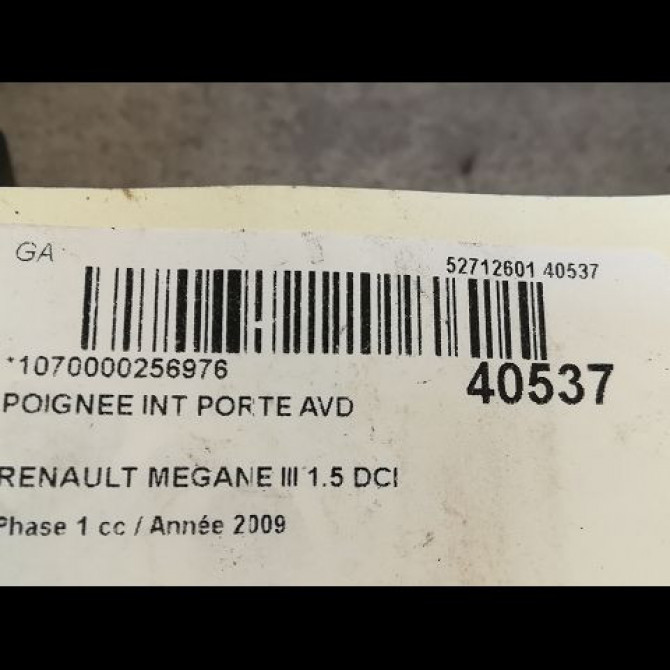 GA
52712601 40537
*1070000256976
40537
POIGNEE INT PORTE AVD
RENAULT MEGANE III 1.5 DCI
Phase 1 cc / Année 2009